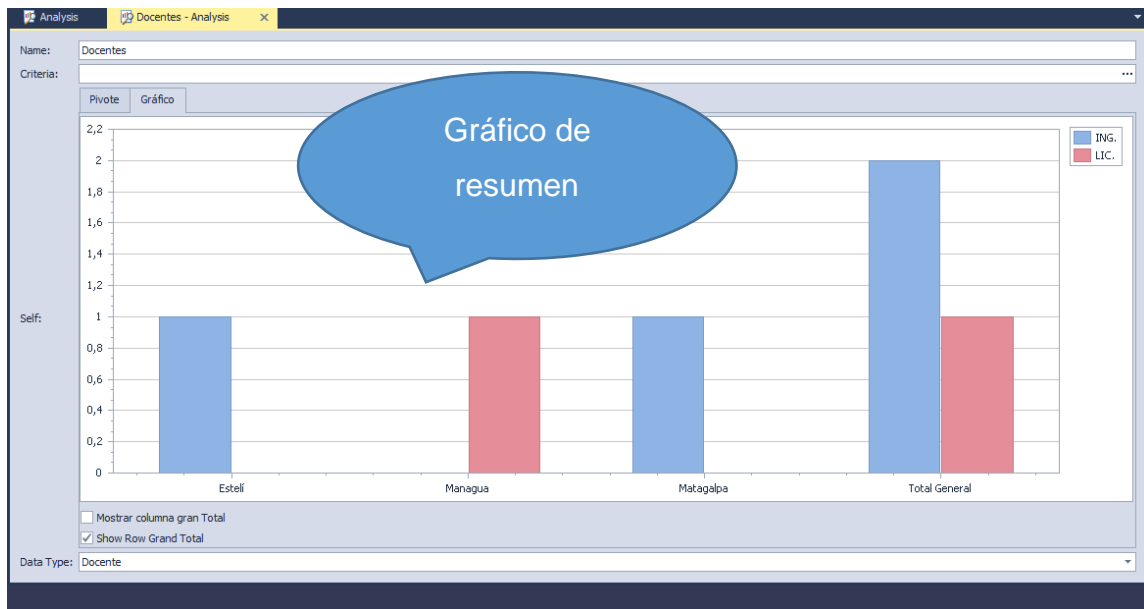 Analysis
Docentes - Analysis
Name:
Docentes
Criteria:
Pivote
Gráfico
Gráfico de
resumen
ING.
LIC.
2,2
2
1,8
1,6
1,4
1,2
1
0,8
0,6
0,4
0,2
0
Self:
Estelí
Managua
Matagalpa
Total General
Mostrar columna gran Total
Show Row Grand Total
Data Type:
Docente